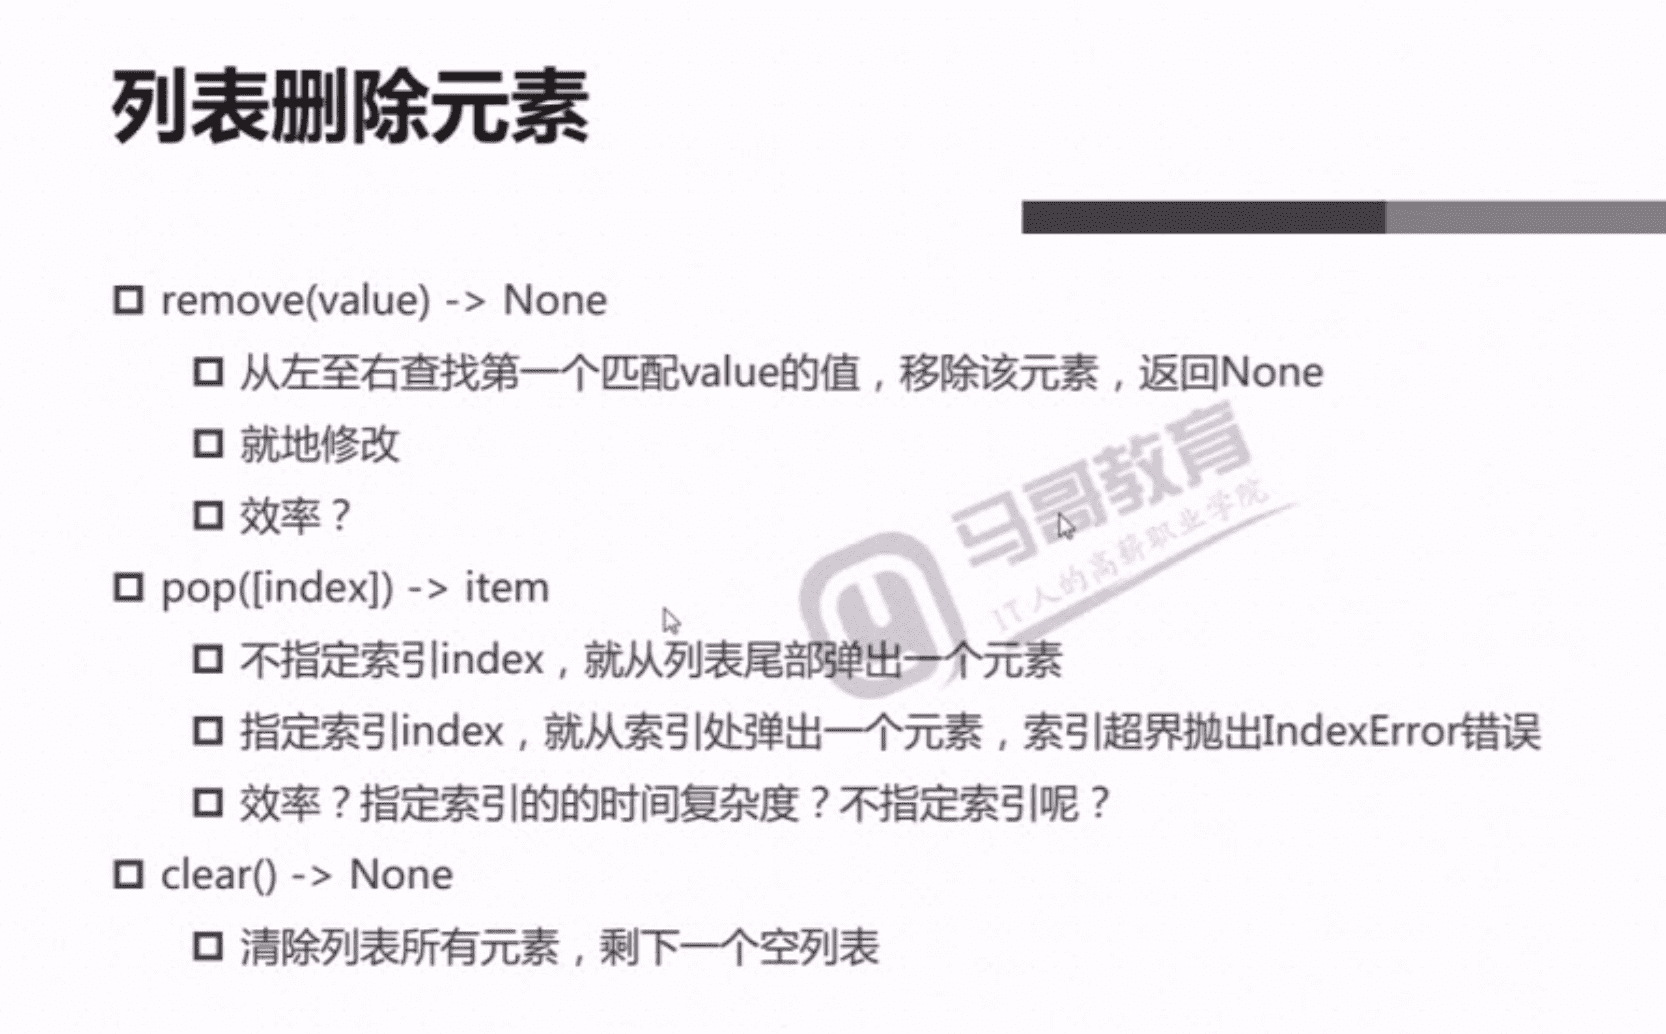 列表删除元素
remove(value) -> None
从左至右查找第一个匹配value的值，移除该元素，返回None
就地修改
效率？
pop([index]) -> item
不指定索引index，就从列表尾部弹出一个元素
指定索引index，就从索引处弹出一个元素，索引超界抛出IndexError错误
效率？指定索引的的时间复杂度？不指定索引呢？
clear() -> None
清除列表所有元素，剩下一个空列表
马哥教育
IT人的高薪职业学院